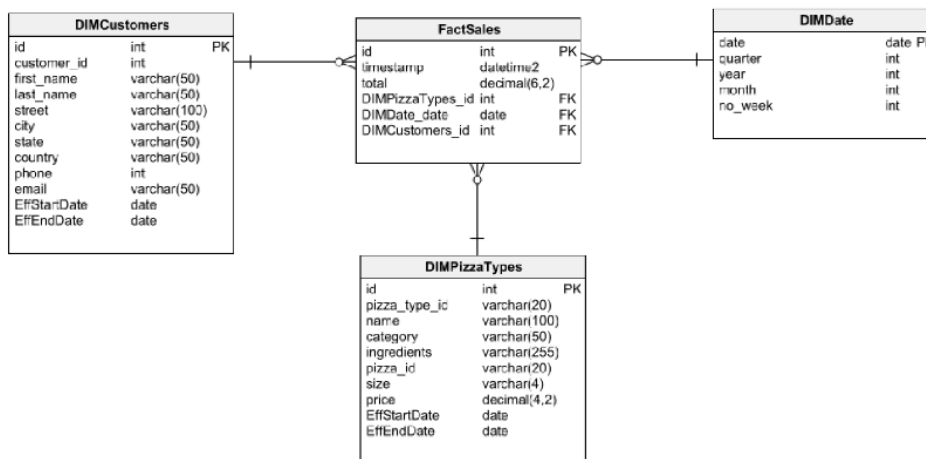 DIMCustomers
id int PK
customer_id int
first_name varchar(50)
last_name varchar(50)
street varchar(100)
city varchar(50)
state varchar(50)
country varchar(50)
phone int
email varchar(50)
EffStartDate date
EffEndDate date
FactSales
id int PK
timestamp datetime2
total decimal(6,2)
DIMPizzaTypes_id int FK
DIMDate_date date FK
DIMCustomers_id int FK
DIMDate
date date PK
quarter int
year int
month int
no_week int
DIMPizzaTypes
id int PK
pizza_type_id varchar(20)
name varchar(100)
category varchar(50)
ingredients varchar(255)
pizza_id varchar(20)
size varchar(4)
price decimal(4,2)
EffStartDate date
EffEndDate date